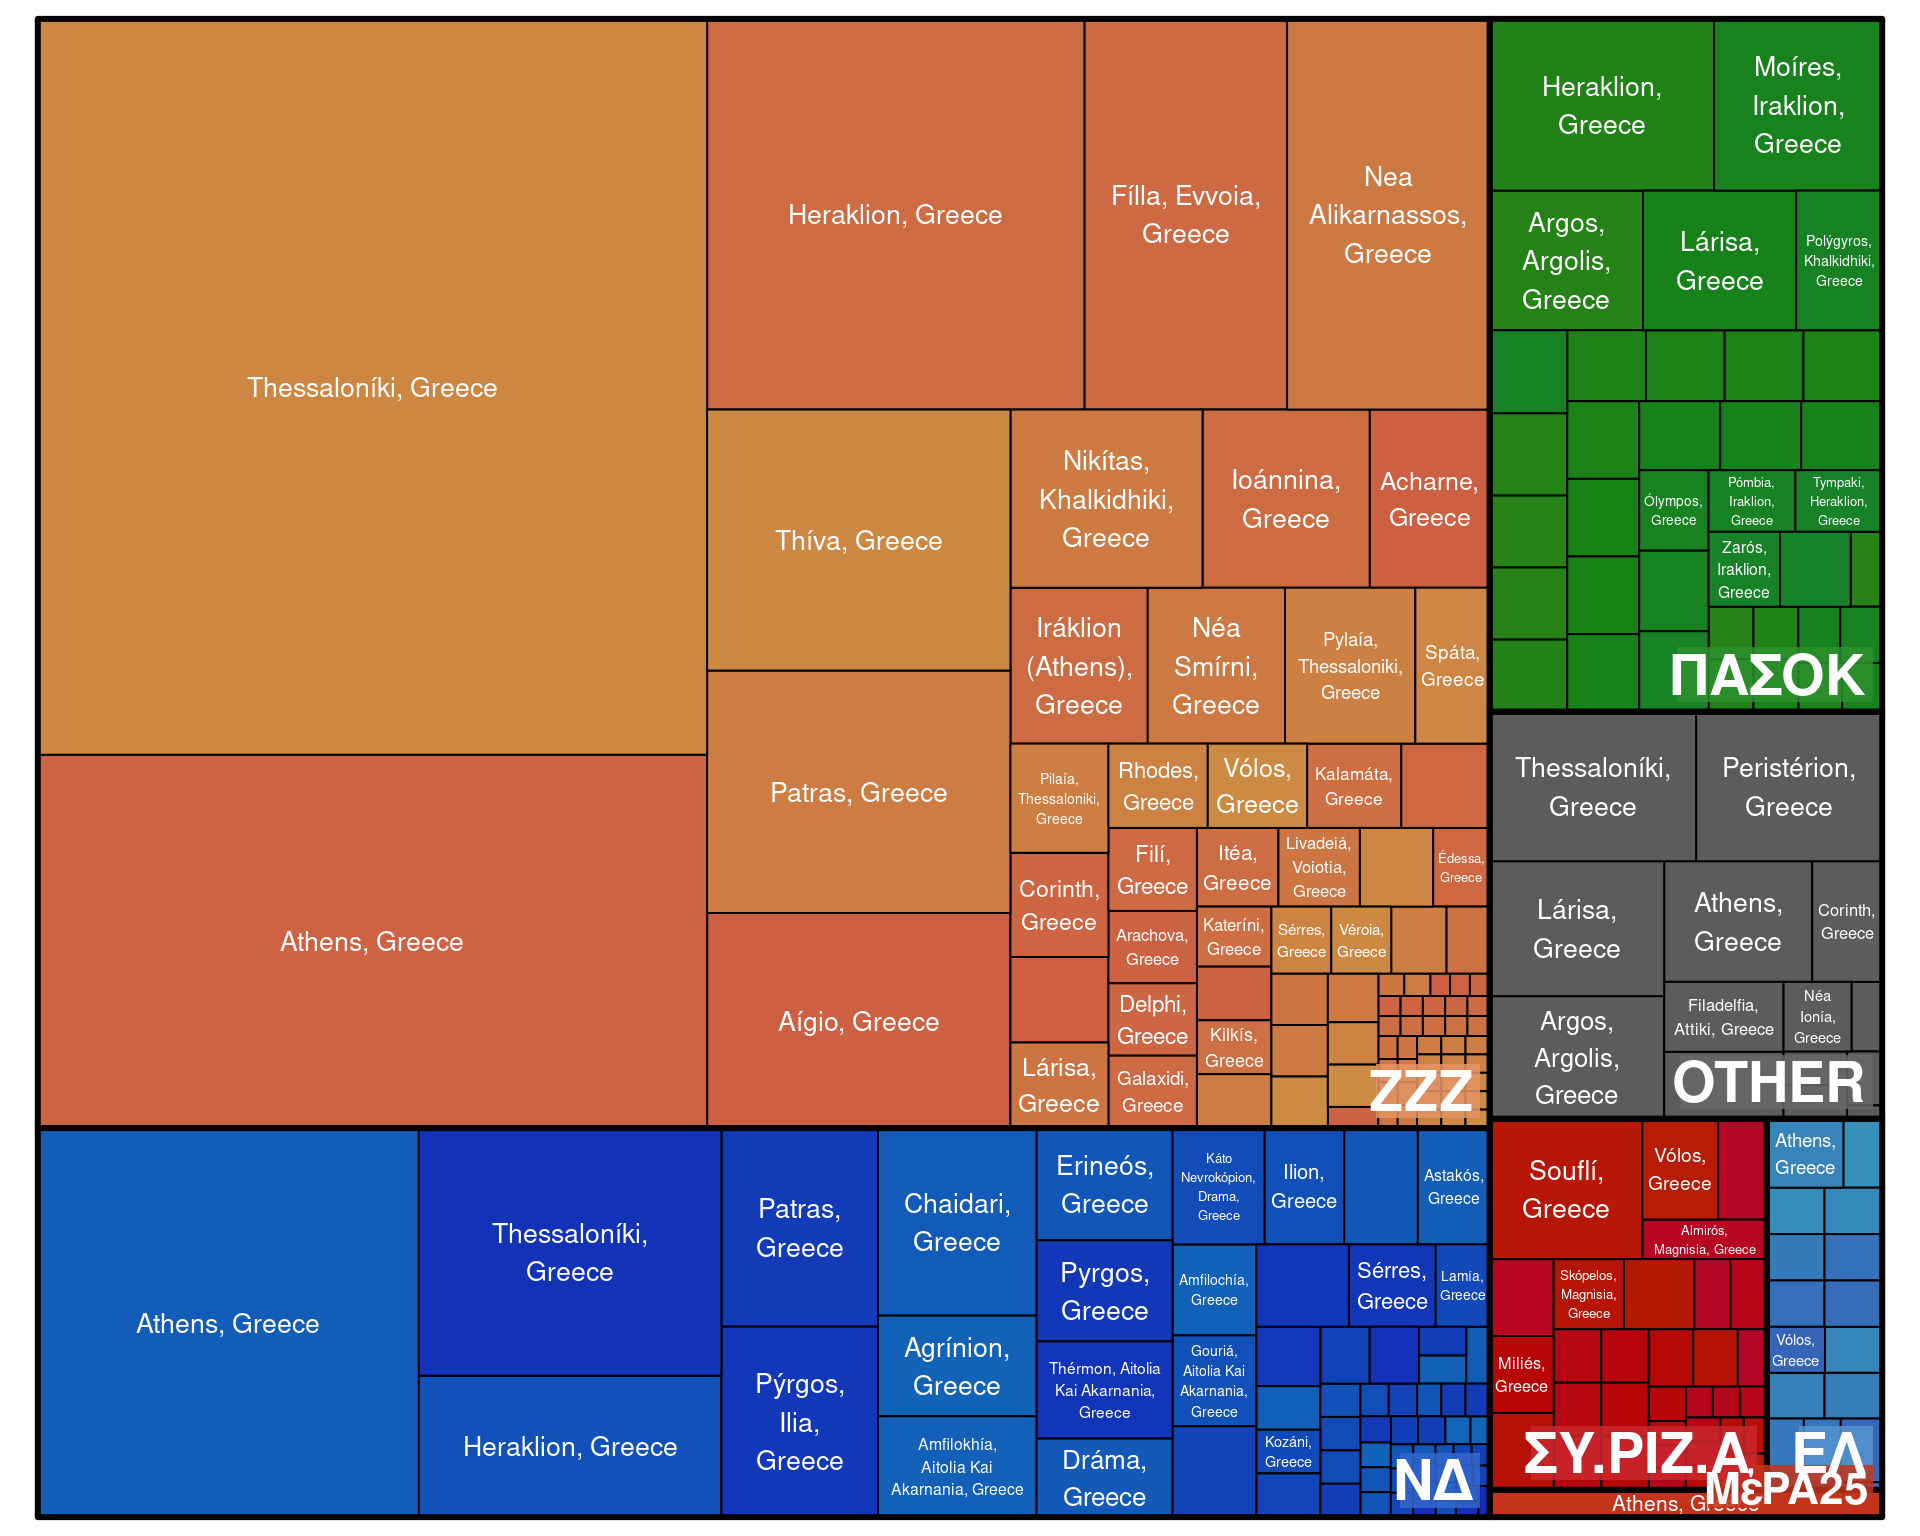 Thessaloníki, Greece
Athens, Greece
Heraklion, Greece
Fílla, Evvoia,
Greece
Nea
Alikarnassos,
Greece
Thíva, Greece
Patras, Greece
Aígio, Greece
Nikítas,
Khalkidhiki,
Greece
Ioánnina,
Greece
Acharne,
Greece
Iráklion
(Athens),
Greece
Néa
Smírni,
Greece
Pylaía,
Thessaloniki,
Greece
Spáta,
Greece
Pilaía,
Thessaloniki,
Greece
Rhodes,
Greece
Vólos,
Greece
Kalamáta,
Greece
Corinth,
Greece
Lárisa,
Greece
Filí,
Greece
Arachova,
Greece
Delphi,
Greece
Galaxidi,
Greece
Itéa,
Greece
Livadeiá,
Voiotia,
Greece
Édessa,
Greece
Kateríni,
Greece
Sérres,
Greece
Véroia,
Greece
Kilkís,
Greece
ZZZ
Athens, Greece
Thessaloníki,
Greece
Heraklion, Greece
Patras,
Greece
Pýrgos,
Ilia,
Greece
Chaidari,
Greece
Agrínion,
Greece
Amfilokhía,
Aitolia Kai
Akarnania, Greece
Erineós,
Greece
Pyrgos,
Greece
Thérmon, Aitolia
Kai Akarnania,
Greece
Dráma,
Greece
Káto
Nevrokópion,
Drama,
Greece
Ilion,
Greece
Astakós,
Greece
Amfilochía,
Greece
Sérres,
Greece
Lamía,
Greece
Gouriá,
Aitolia Kai
Akarnania,
Greece
Kozáni,
Greece
ΝΔ
Heraklion,
Greece
Moíres,
Iraklion,
Greece
Argos,
Argolis,
Greece
Lárisa,
Greece
Polýgyros,
Khalkidhiki,
Greece
Ólympos,
Greece
Pómbia,
Iraklion,
Greece
Tympaki,
Heraklion,
Greece
Zarós,
Iraklion,
Greece
ΠΑΣΟΚ
Thessaloníki,
Greece
Peristérion,
Greece
Lárisa,
Greece
Athens,
Greece
Corinth,
Greece
Argos,
Argolis,
Greece
Filadelfia,
Attiki, Greece
Néa
Ionía,
Greece
OTHER
Souflí,
Greece
Vólos,
Greece
Almirós,
Magnisia, Greece
Skópelos,
Magnisia,
Greece
Miliés,
Greece
ΣΥ.ΡΙΖ.Α.
Athens,
Greece
Vólos,
Greece
ΕΛ
Athens, Greece
ΜέΡΑ25